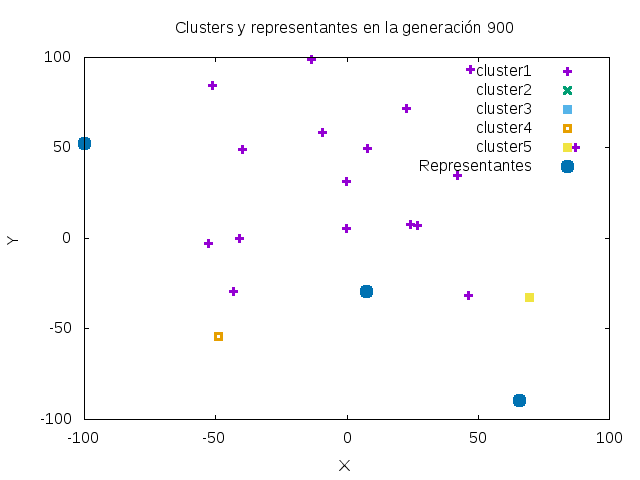 Clusters y representantes en la generación 900
100
50
0
-50
-100
-100
-50
0
50
100
X
Y
cluster1
cluster2
cluster3
cluster4
cluster5
Representantes